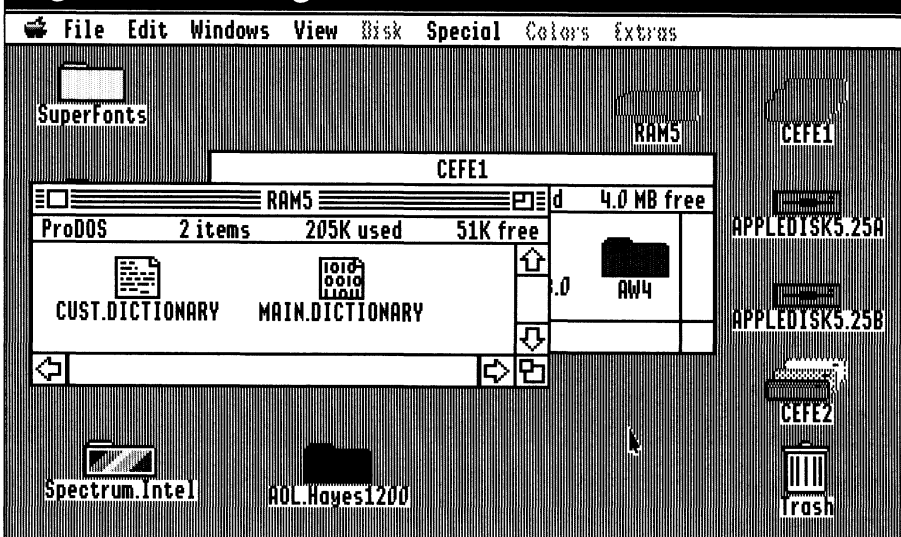 File Edit Windows View Disk Special Colors Extras
SuperFonts
RAM5
CEFE1
CEFE1
RAM5
d 4.0 MB free
ProDOS 2 items 205K used 51K free
APPLEDISK5.25A
.0 AW4
CUST.DICTIONARY MAIN.DICTIONARY
APPLEDISK5.25B
CEFE2
Spectrum.Intel
AOL.Hayes1200
Trash